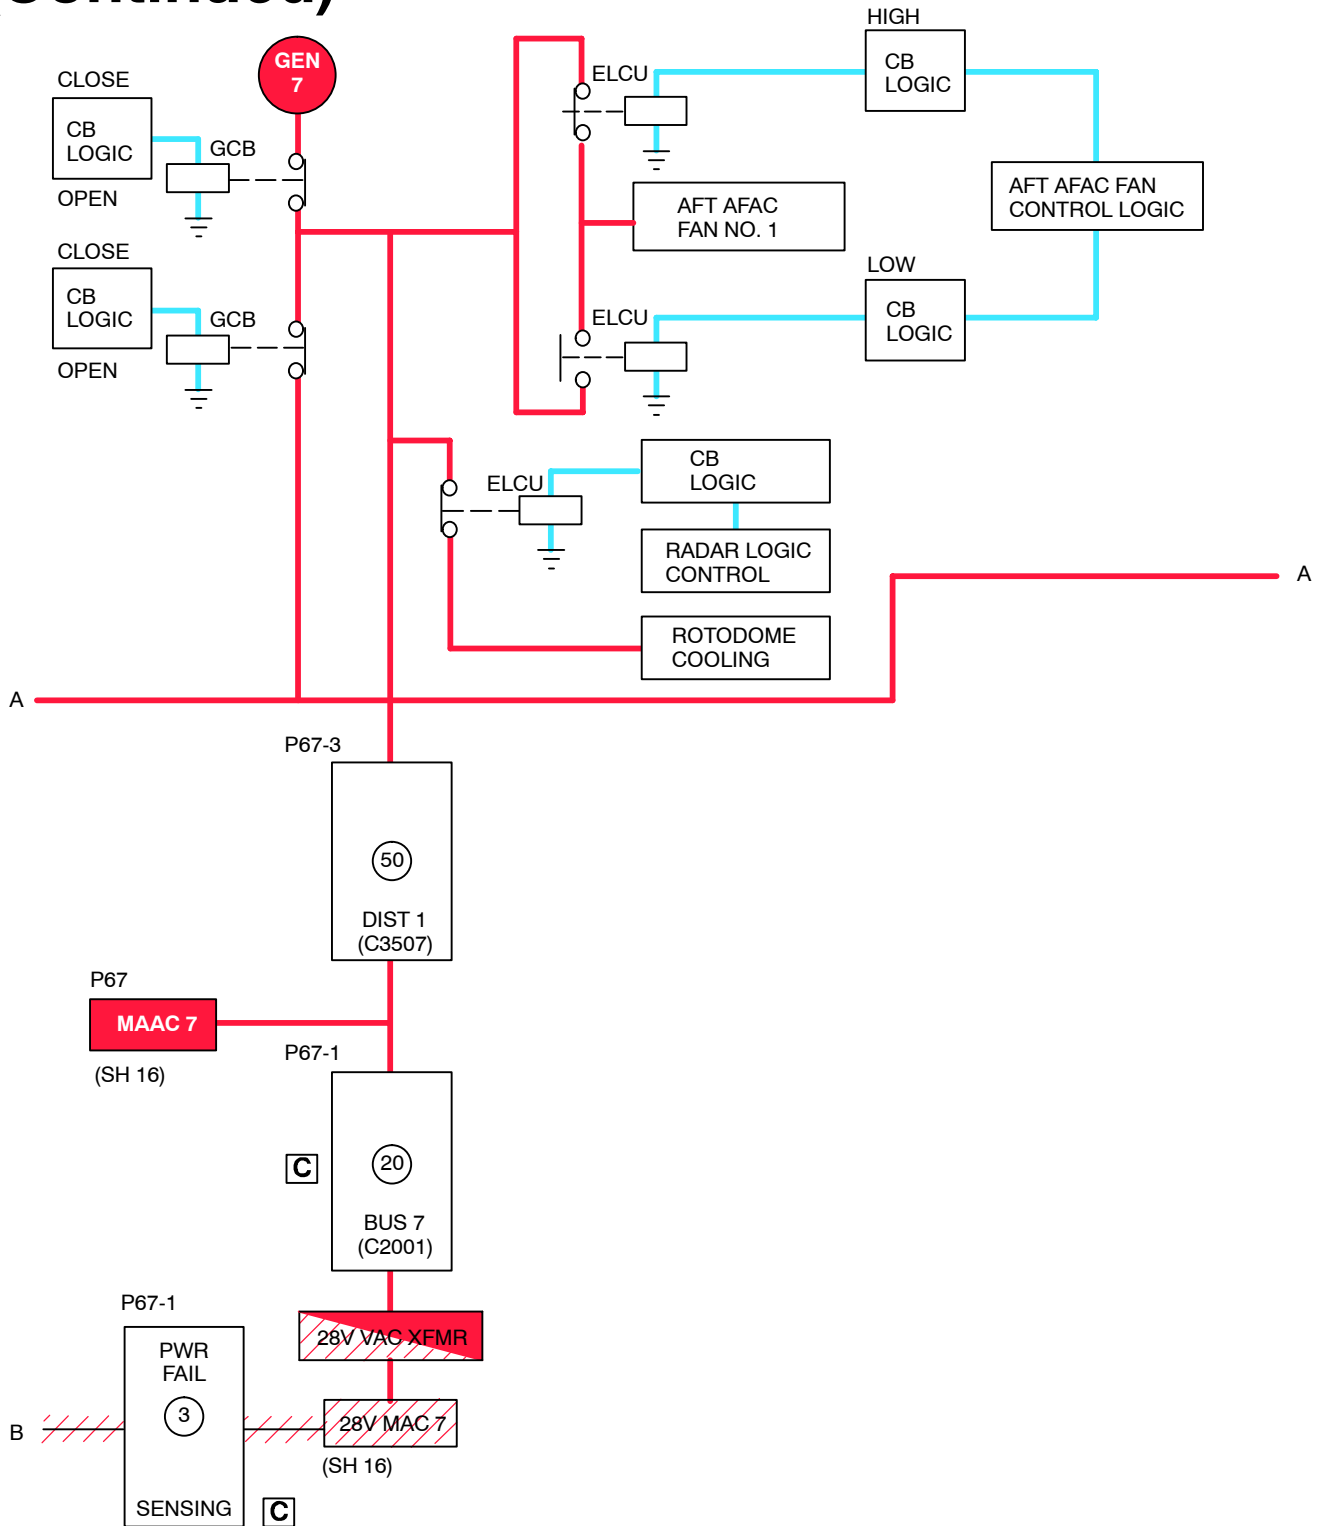 (Continued)
HIGH
GEN
7
CLOSE
CB
LOGIC
OPEN
GCB
ELCU
CB
LOGIC
AFT AFAC FAN
CONTROL LOGIC
AFT AFAC
FAN NO. 1
CLOSE
CB
LOGIC
OPEN
GCB
ELCU
LOW
CB
LOGIC
ELCU
CB
LOGIC
RADAR LOGIC
CONTROL
ROTODOME
COOLING
A
A
P67-3
50
DIST 1
(C3507)
P67
MAAC 7
(SH 16)
P67-1
C
20
BUS 7
(C2001)
28V VAC XFMR
P67-1
PWR
FAIL
3
SENSING
B
28V MAC 7
(SH 16)
C